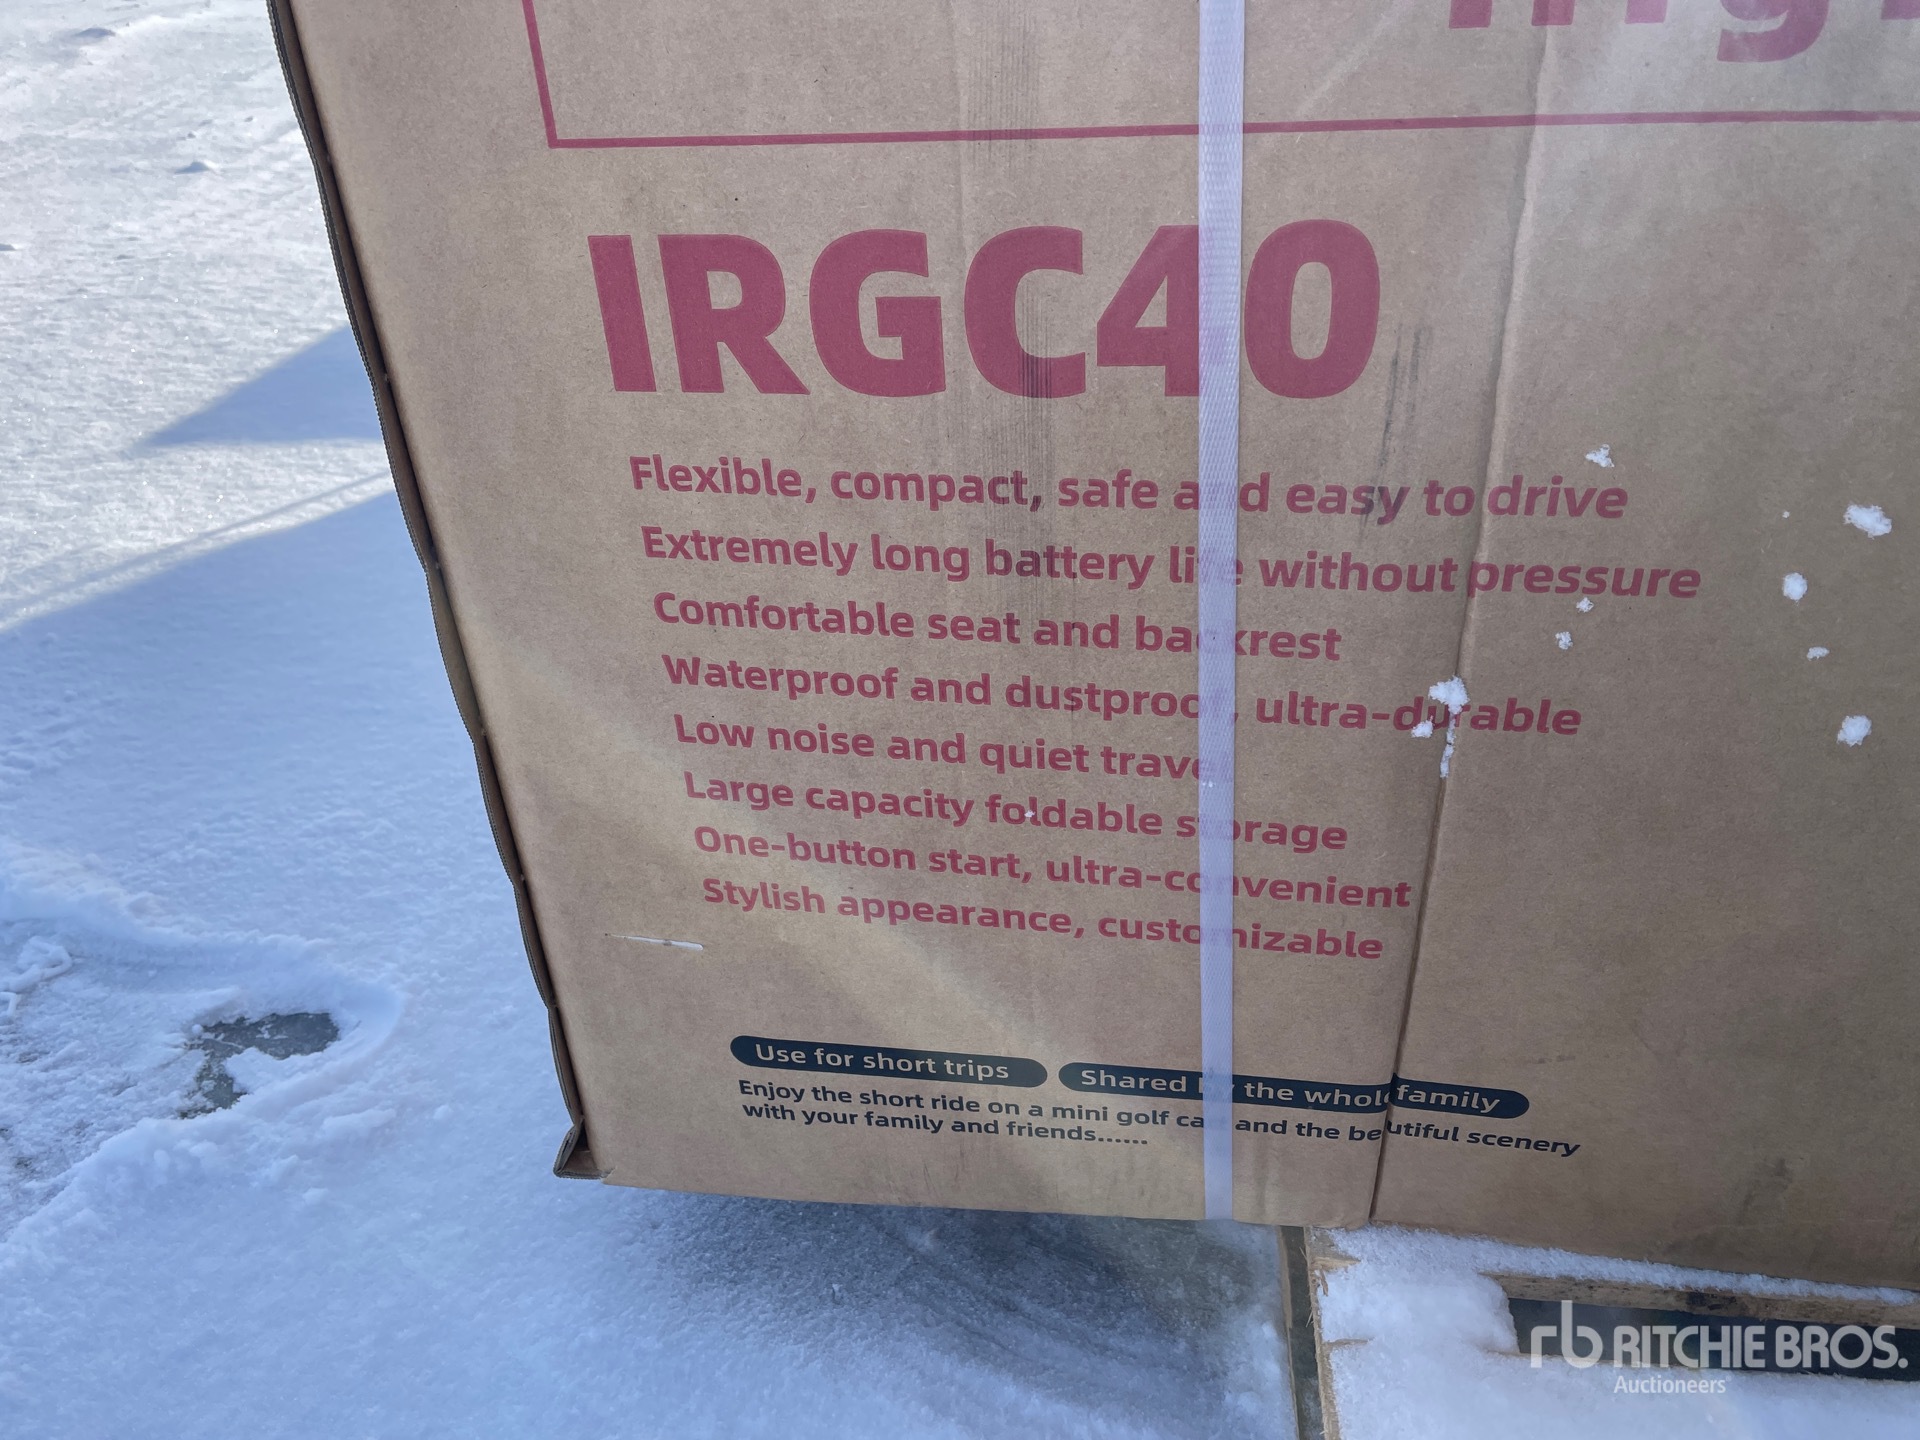 IRGC40
Flexible, compact, safe and easy to drive
Extremely long battery life without pressure
Comfortable seat and backrest
Waterproof and dustproof, ultra-durable
Low noise and quiet travel
Large capacity foldable storage
One-button start, ultra-convenient
Stylish appearance, customizable
Use for short trips Shared by the whole family
Enjoy the short ride on a mini golf cart and the beautiful scenery
with your family and friends......
rb RITCHIE BROS.
Auctioneers